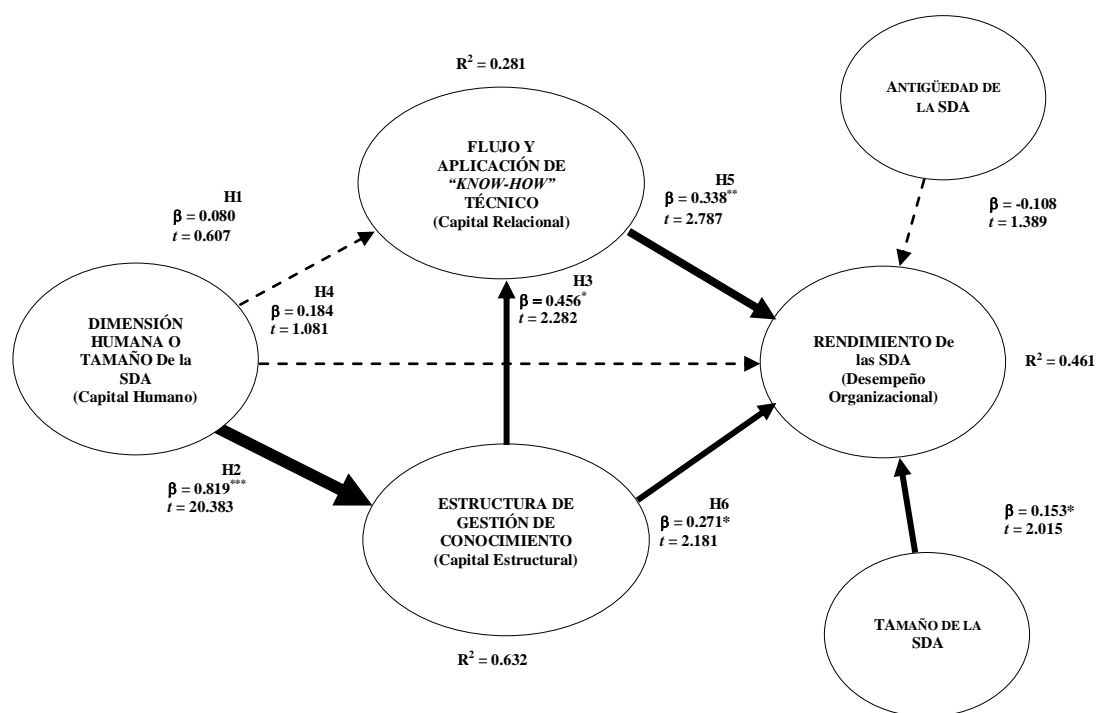 R² = 0.281
ANTIGÜEDAD DE
LA SDA
FLUJO Y
APLICACIÓN DE
“KNOW-HOW”
TÉCNICO
(Capital Relacional)
H1
β = 0.080
t = 0.607
H5
β = 0.338**
t = 2.787
β = -0.108
t = 1.389
H4
β = 0.184
t = 1.081
H3
β = 0.456*
t = 2.282
DIMENSIÓN
HUMANA O
TAMAÑO De la
SDA
(Capital Humano)
RENDIMIENTO De
las SDA
(Desempeño
Organizacional)
R² = 0.461
H2
β = 0.819***
t = 20.383
ESTRUCTURA DE
GESTIÓN DE
CONOCIMIENTO
(Capital Estructural)
H6
β = 0.271*
t = 2.181
β = 0.153*
t = 2.015
TAMAÑO DE LA
SDA
R² = 0.632